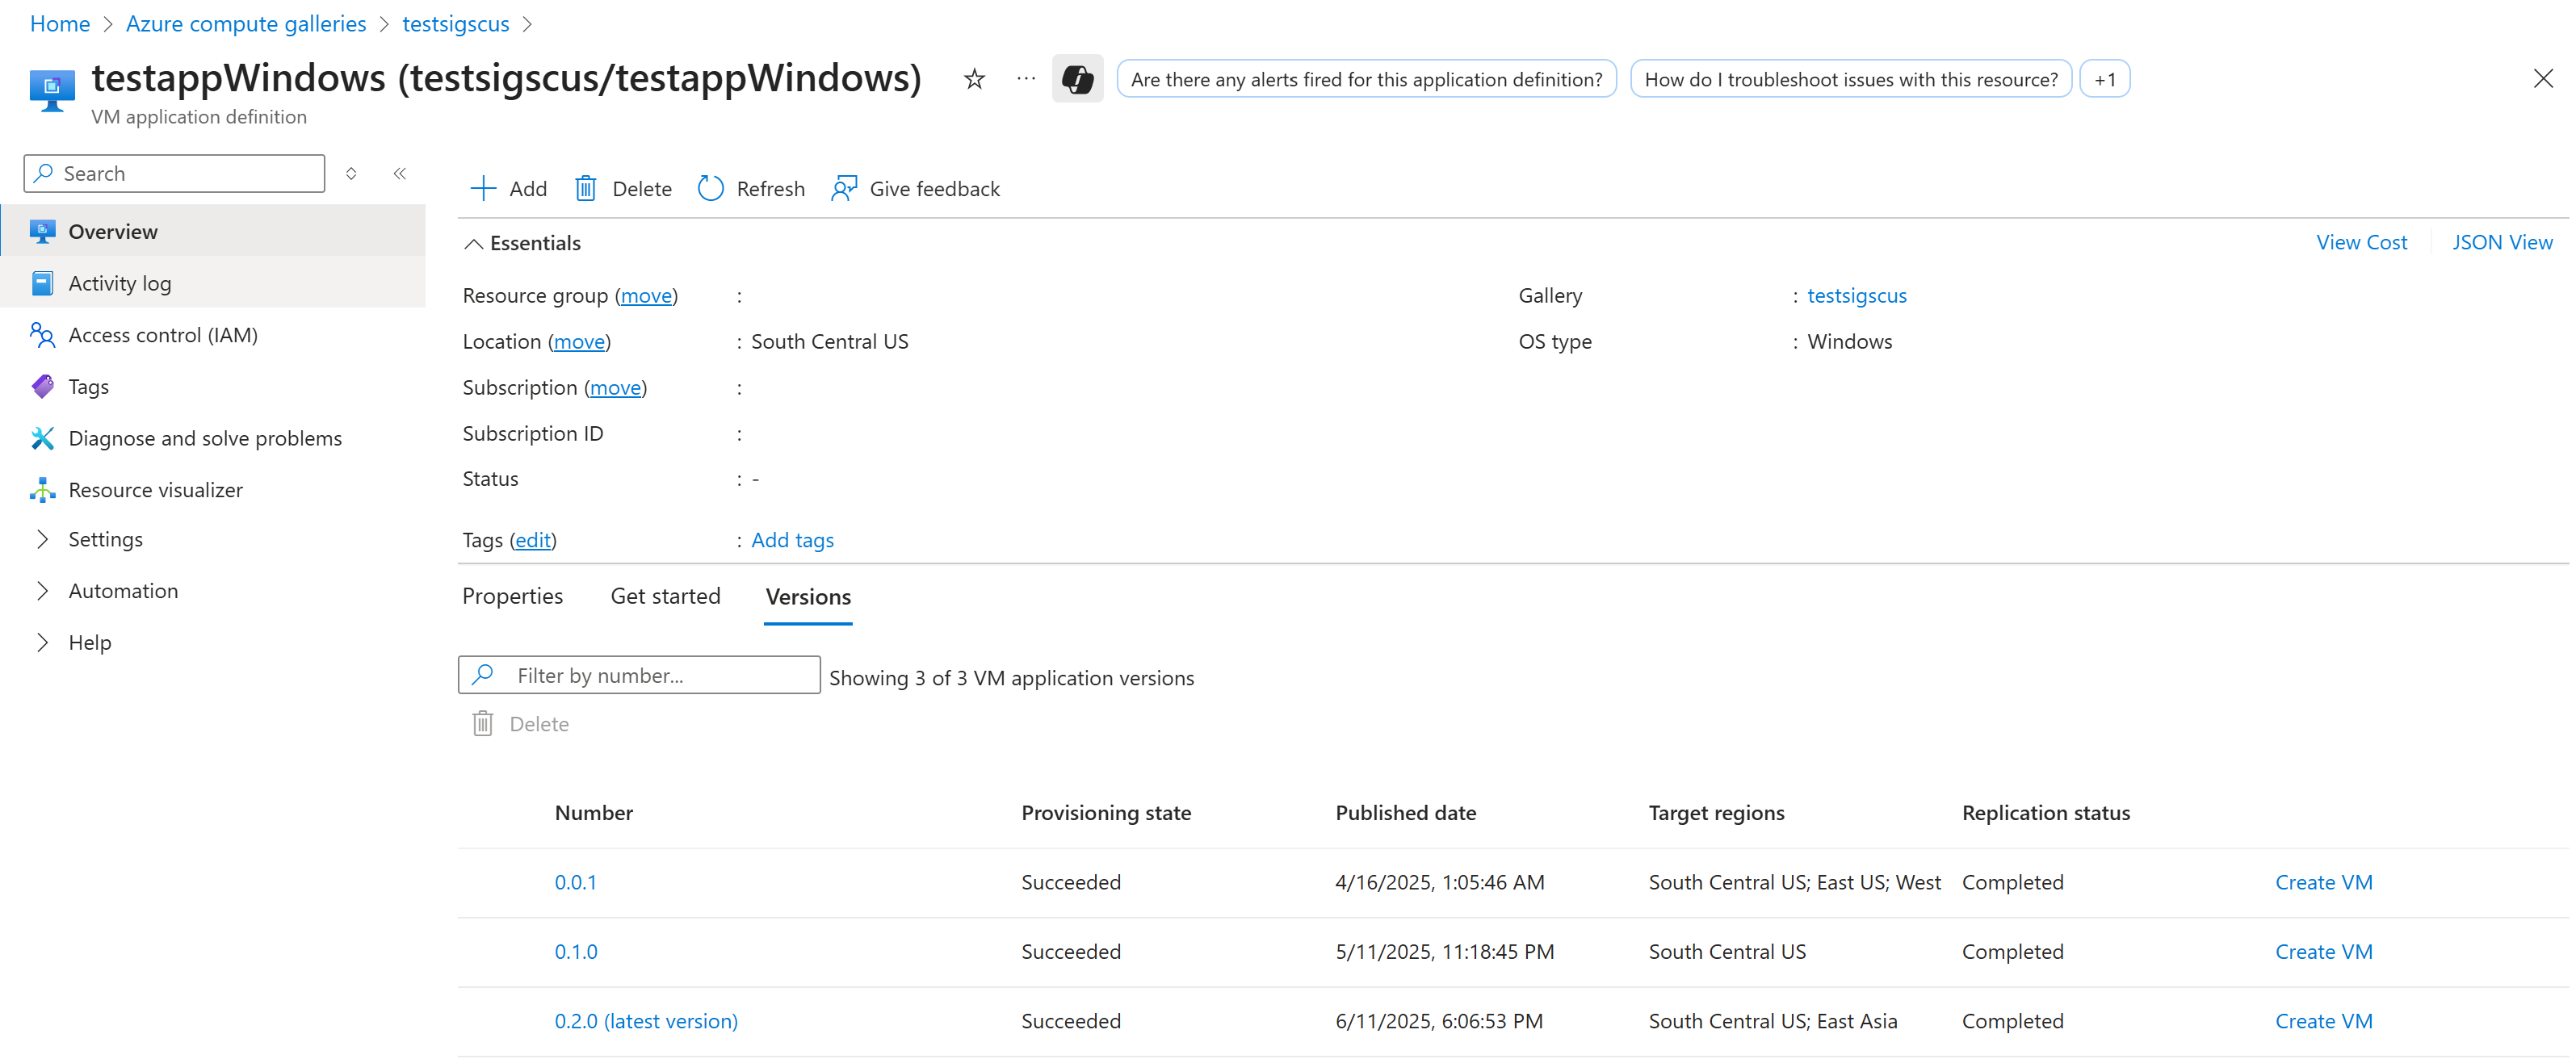 Home > Azure compute galleries > testsigscus >
testappWindows (testsigscus/testappWindows)
VM application definition
Are there any alerts fired for this application definition?
How do I troubleshoot issues with this resource?
+1
Search
Overview
Activity log
Access control (IAM)
Tags
Diagnose and solve problems
Resource visualizer
Settings
Automation
Help
Add Delete Refresh Give feedback
Essentials
View Cost JSON View
Resource group (move) :
Location (move) : South Central US
Subscription (move) :
Subscription ID :
Status : -
Gallery : testsigscus
OS type : Windows
Tags (edit) : Add tags
Properties Get started Versions
Filter by number... Showing 3 of 3 VM application versions
Delete
Number Provisioning state Published date Target regions Replication status
0.0.1 Succeeded 4/16/2025, 1:05:46 AM South Central US; East US; West Completed Create VM
0.1.0 Succeeded 5/11/2025, 11:18:45 PM South Central US Completed Create VM
0.2.0 (latest version) Succeeded 6/11/2025, 6:06:53 PM South Central US; East Asia Completed Create VM